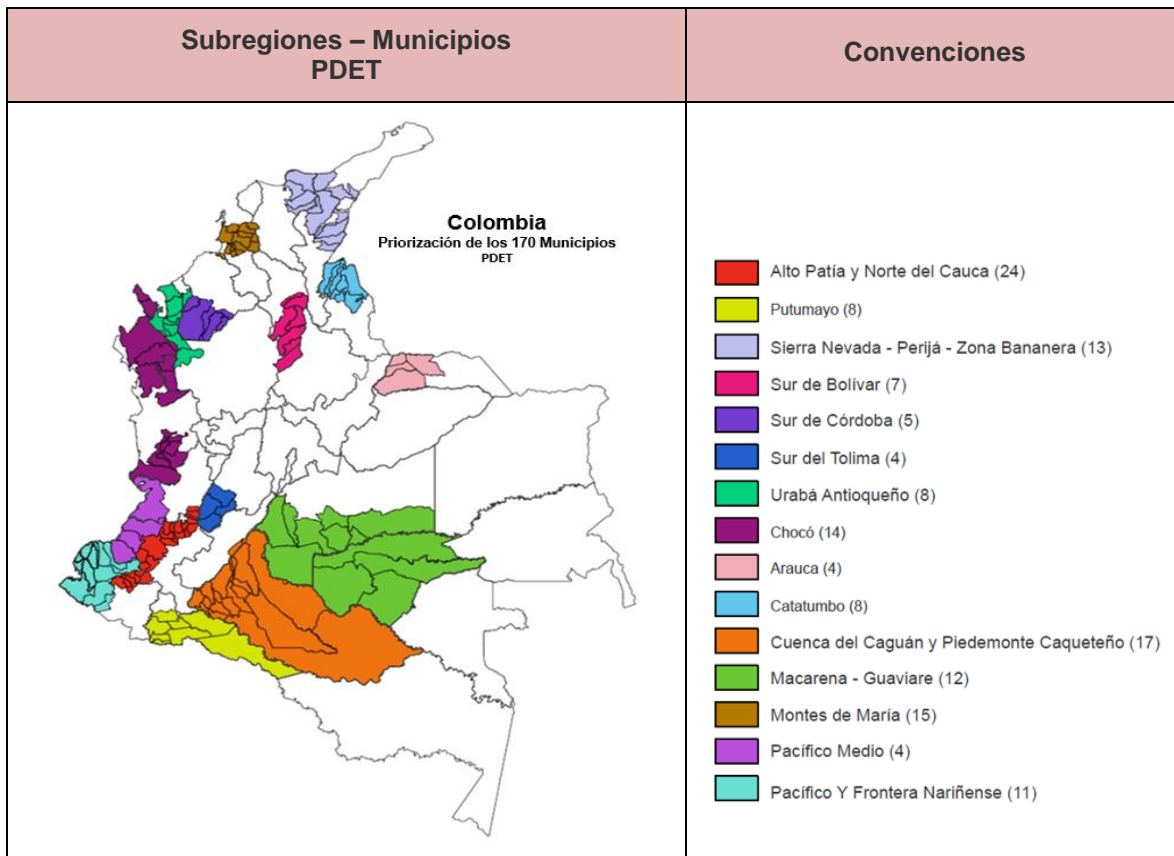 Subregiones – Municipios
PDET
Convenciones
Colombia
Priorización de los 170 Municipios
PDET
Alto Patía y Norte del Cauca (24)
Putumayo (8)
Sierra Nevada - Perijá - Zona Bananera (13)
Sur de Bolívar (7)
Sur de Córdoba (5)
Sur del Tolima (4)
Urabá Antioqueño (8)
Chocó (14)
Arauca (4)
Catatumbo (8)
Cuenca del Caguán y Piedemonte Caqueteño (17)
Macarena - Guaviare (12)
Montes de María (15)
Pacífico Medio (4)
Pacífico Y Frontera Nariñense (11)